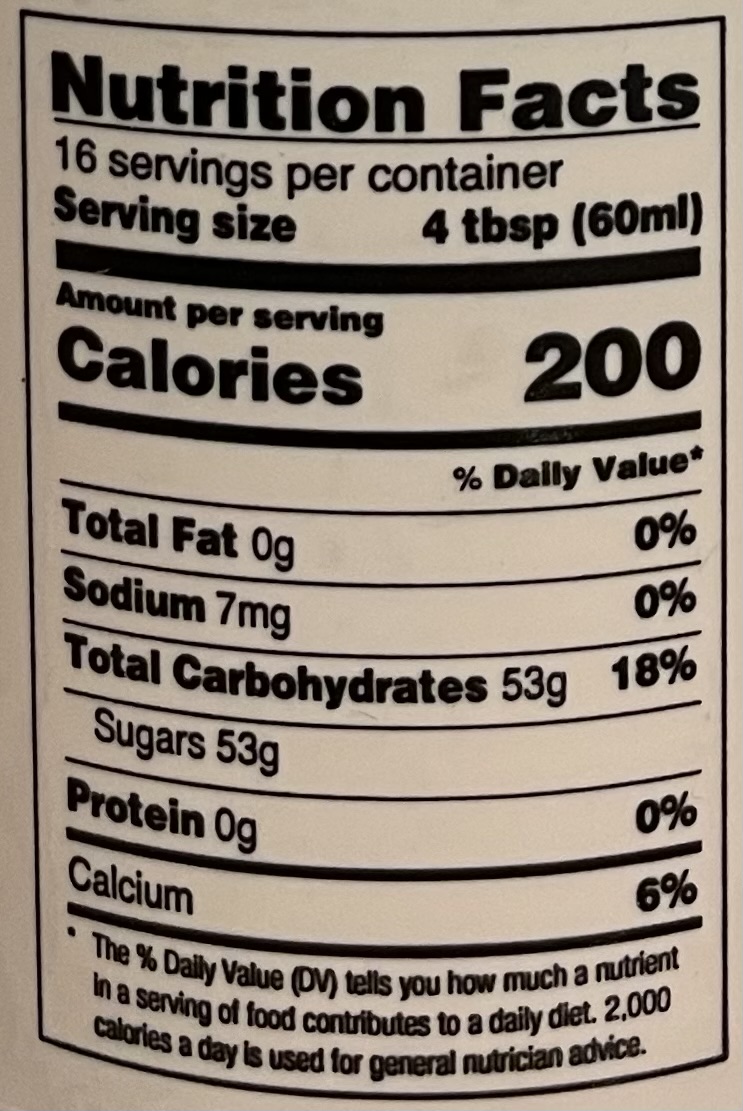 Nutrition Facts
16 servings per container
Serving size 4 tbsp (60ml)
Amount per serving
Calories 200
% Daily Value*
Total Fat 0g 0%
Sodium 7mg 0%
Total Carbohydrates 53g 18%
Sugars 53g
Protein 0g 0%
Calcium 6%
* The % Daily Value (DV) tells you how much a nutrient
in a serving of food contributes to a daily diet. 2,000
calories a day is used for general nutrician advice.